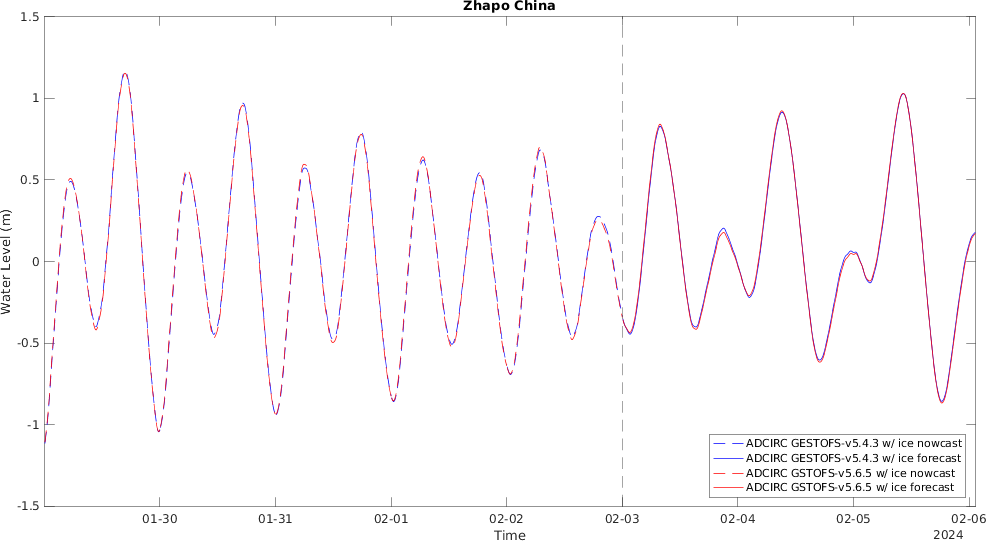 Zhapo China
1.5
1
0.5
0
-0.5
-1
-1.5
Water Level (m)
01-30
01-31
02-01
02-02
02-03
02-04
02-05
02-06
2024
Time
ADCIRC GESTOFS-v5.4.3 w/ ice nowcast
ADCIRC GESTOFS-v5.4.3 w/ ice forecast
ADCIRC GSTOFS-v5.6.5 w/ ice nowcast
ADCIRC GSTOFS-v5.6.5 w/ ice forecast